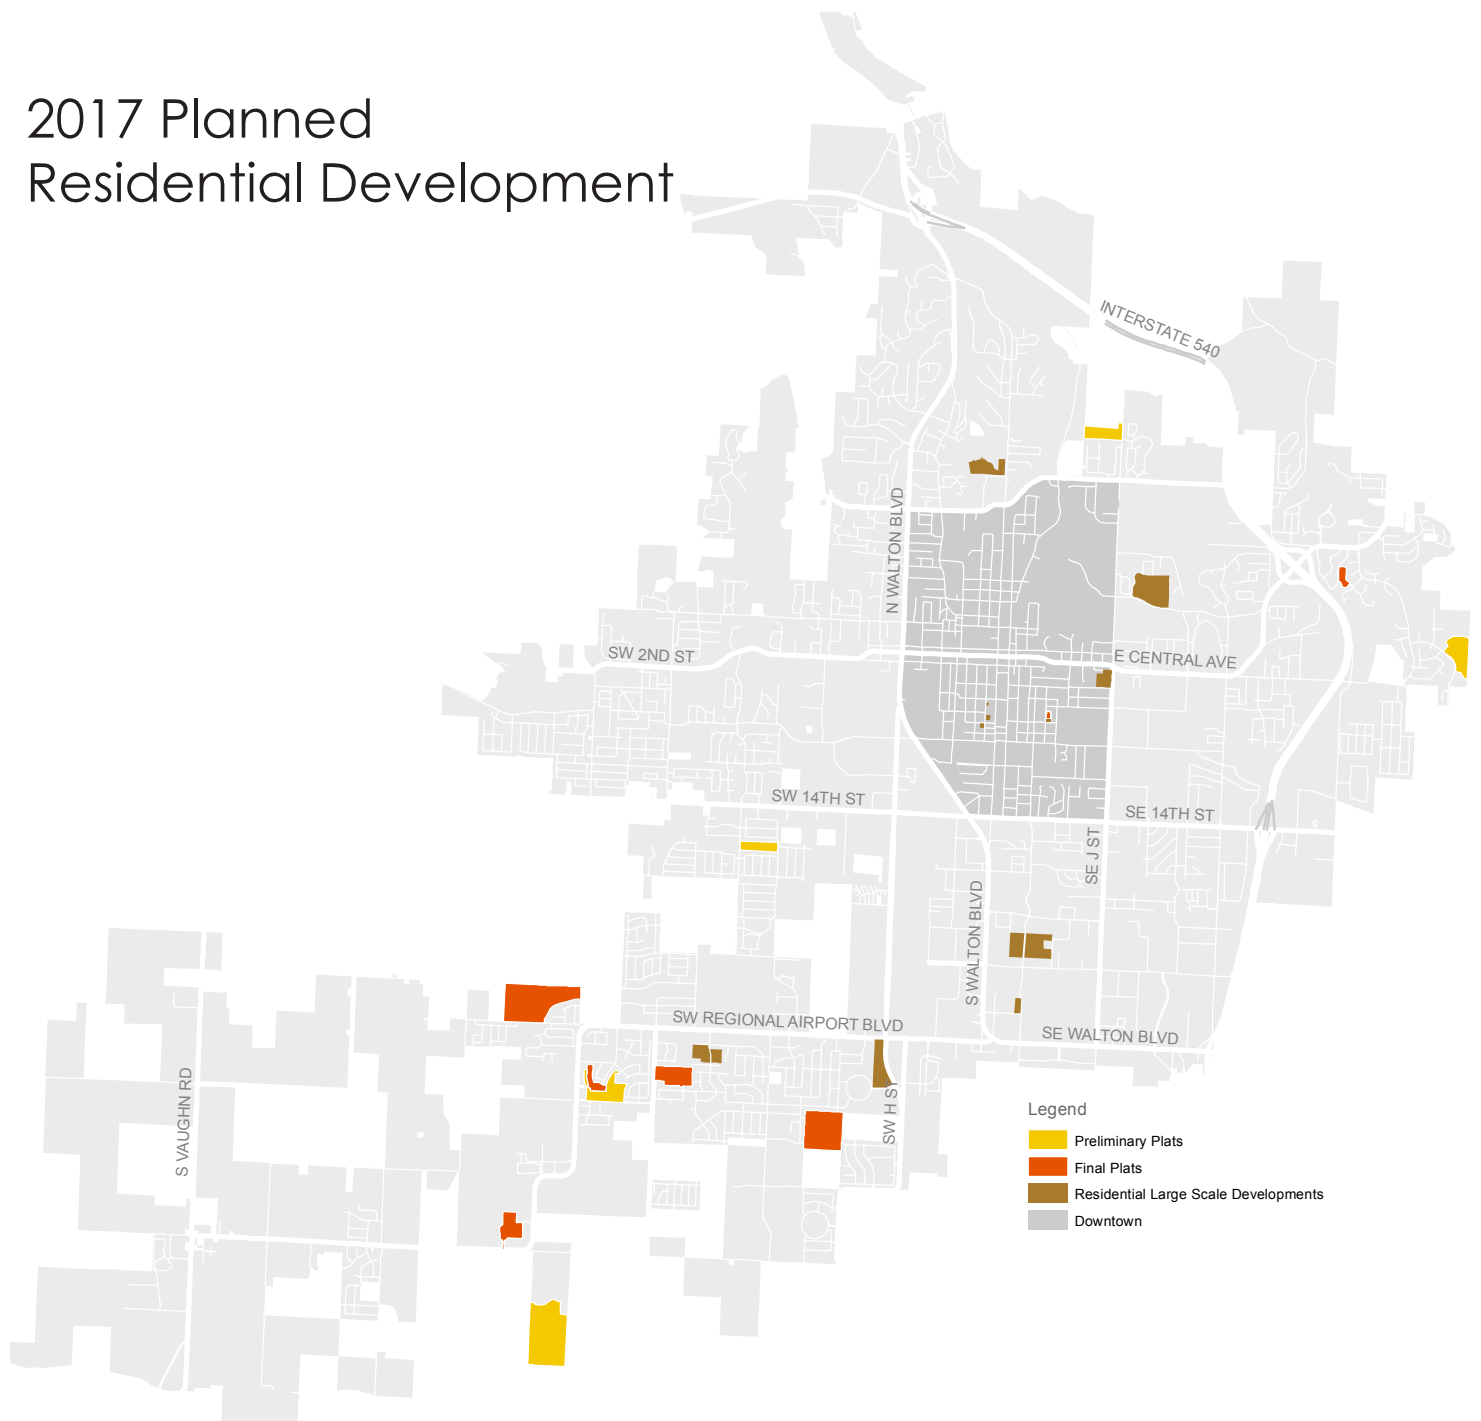 2017 Planned
Residential Development
INTERSTATE 540
N WALTON BLVD
SW 2ND ST
E CENTRAL AVE
SW 14TH ST
SE 14TH ST
SE J ST
S WALTON BLVD
SW REGIONAL AIRPORT BLVD
SE WALTON BLVD
S VAUGHN RD
SW H ST
Legend
Preliminary Plats
Final Plats
Residential Large Scale Developments
Downtown